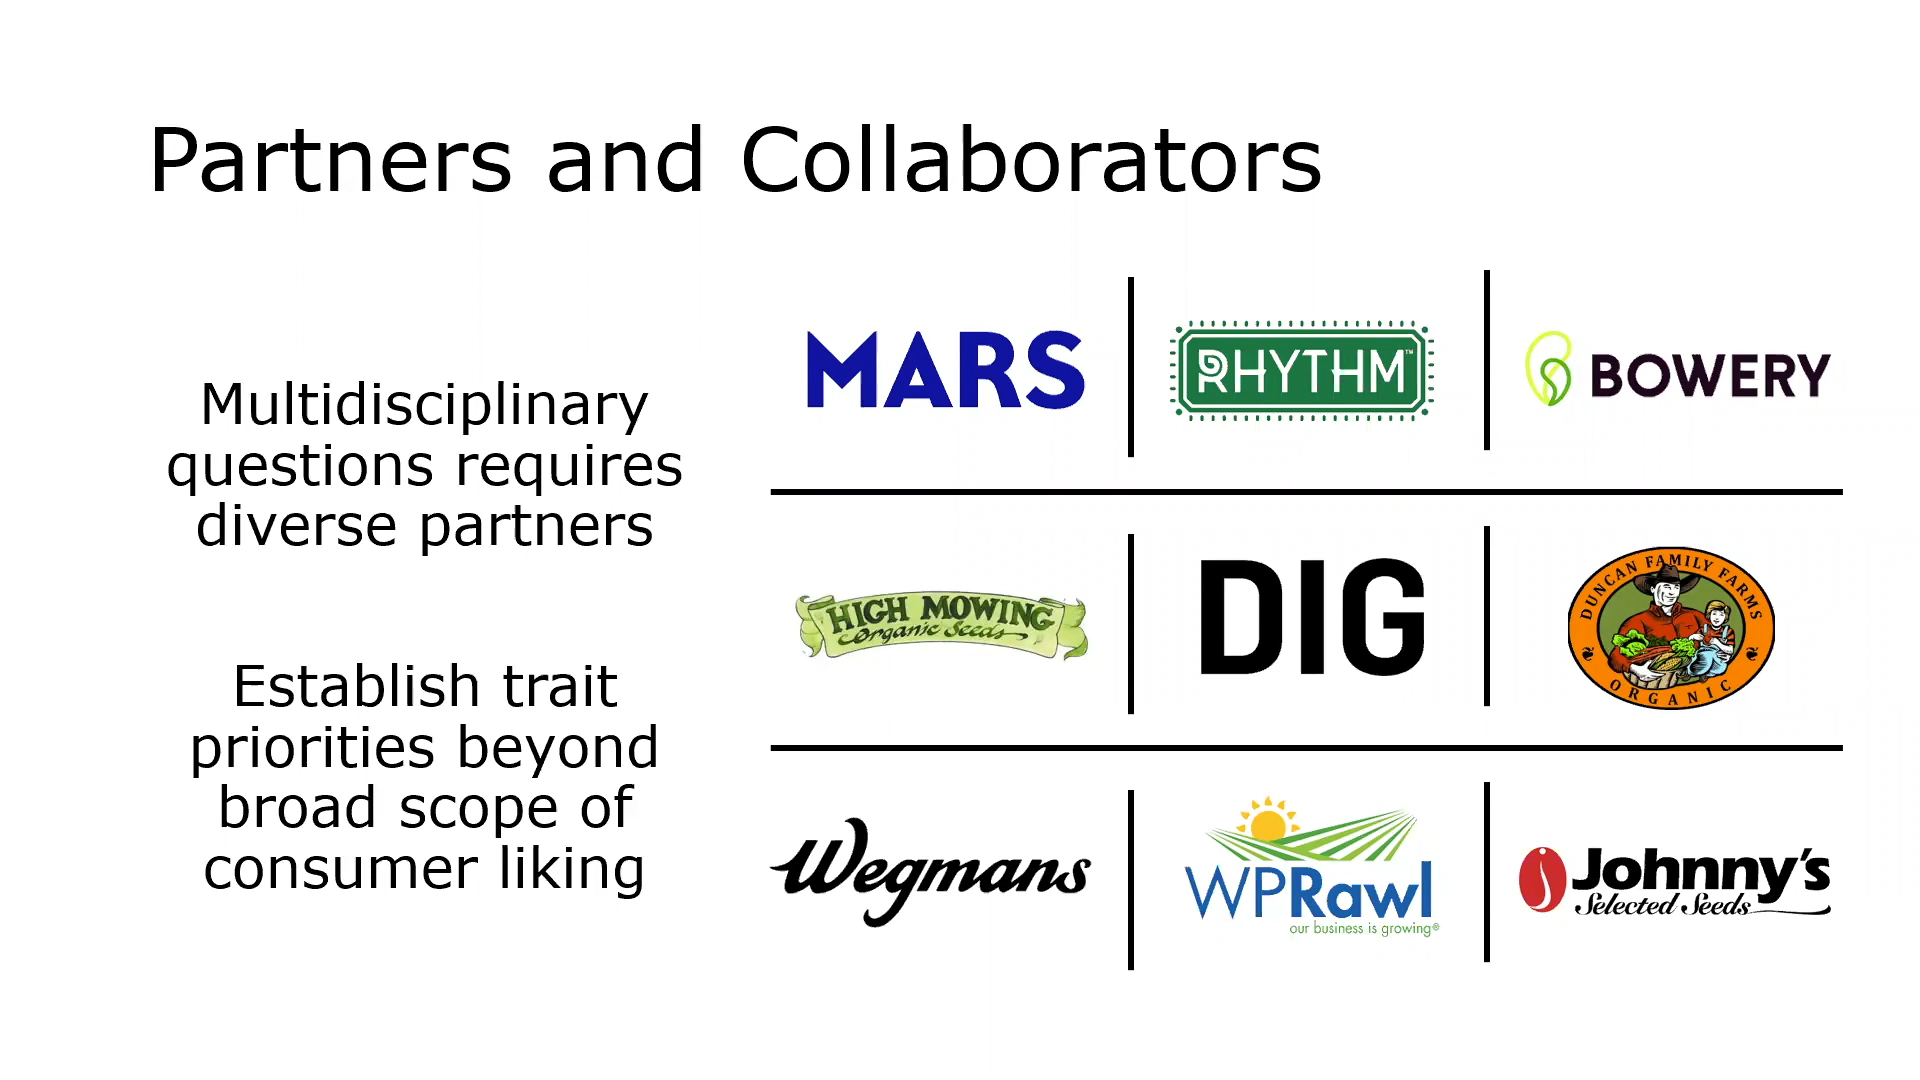 Partners and Collaborators
Multidisciplinary
questions requires
diverse partners
Establish trait
priorities beyond
broad scope of
consumer liking
MARS
RHYTHM™
BOWERY
HIGH MOWING
Organic Seeds
DIG
DUNCAN FAMILY FARMS
ORGANIC
Wegmans
WPRawl
our business is growing®
Johnny's
Selected Seeds